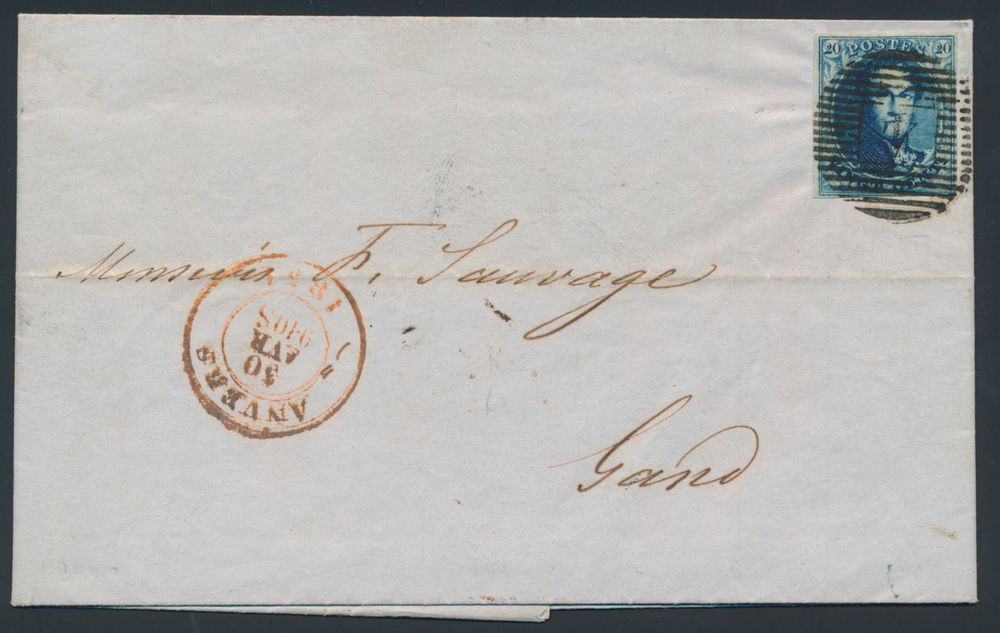 20 POSTES 20
Monsieur F. Sauvage
ANVERS
30
AVR
Gand